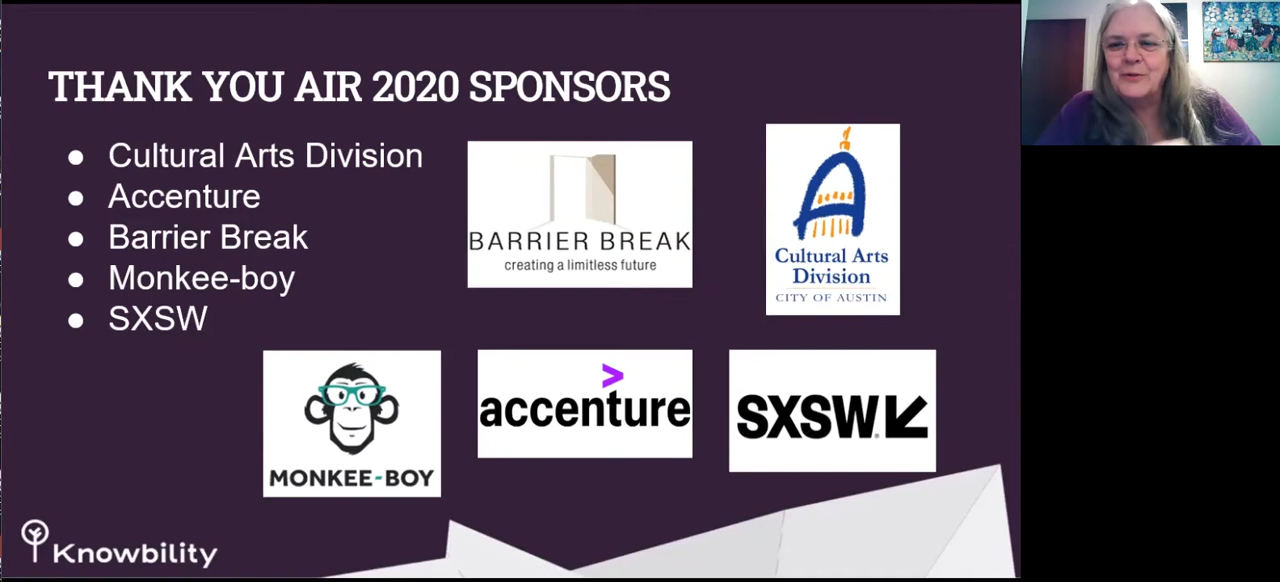 THANK YOU AIR 2020 SPONSORS
● Cultural Arts Division
● Accenture
● Barrier Break
● Monkee-boy
● SXSW
BARRIER BREAK
creating a limitless future
Cultural Arts
Division
CITY OF AUSTIN
MONKEE-BOY
>
accenture
SXSW®
Knowbility